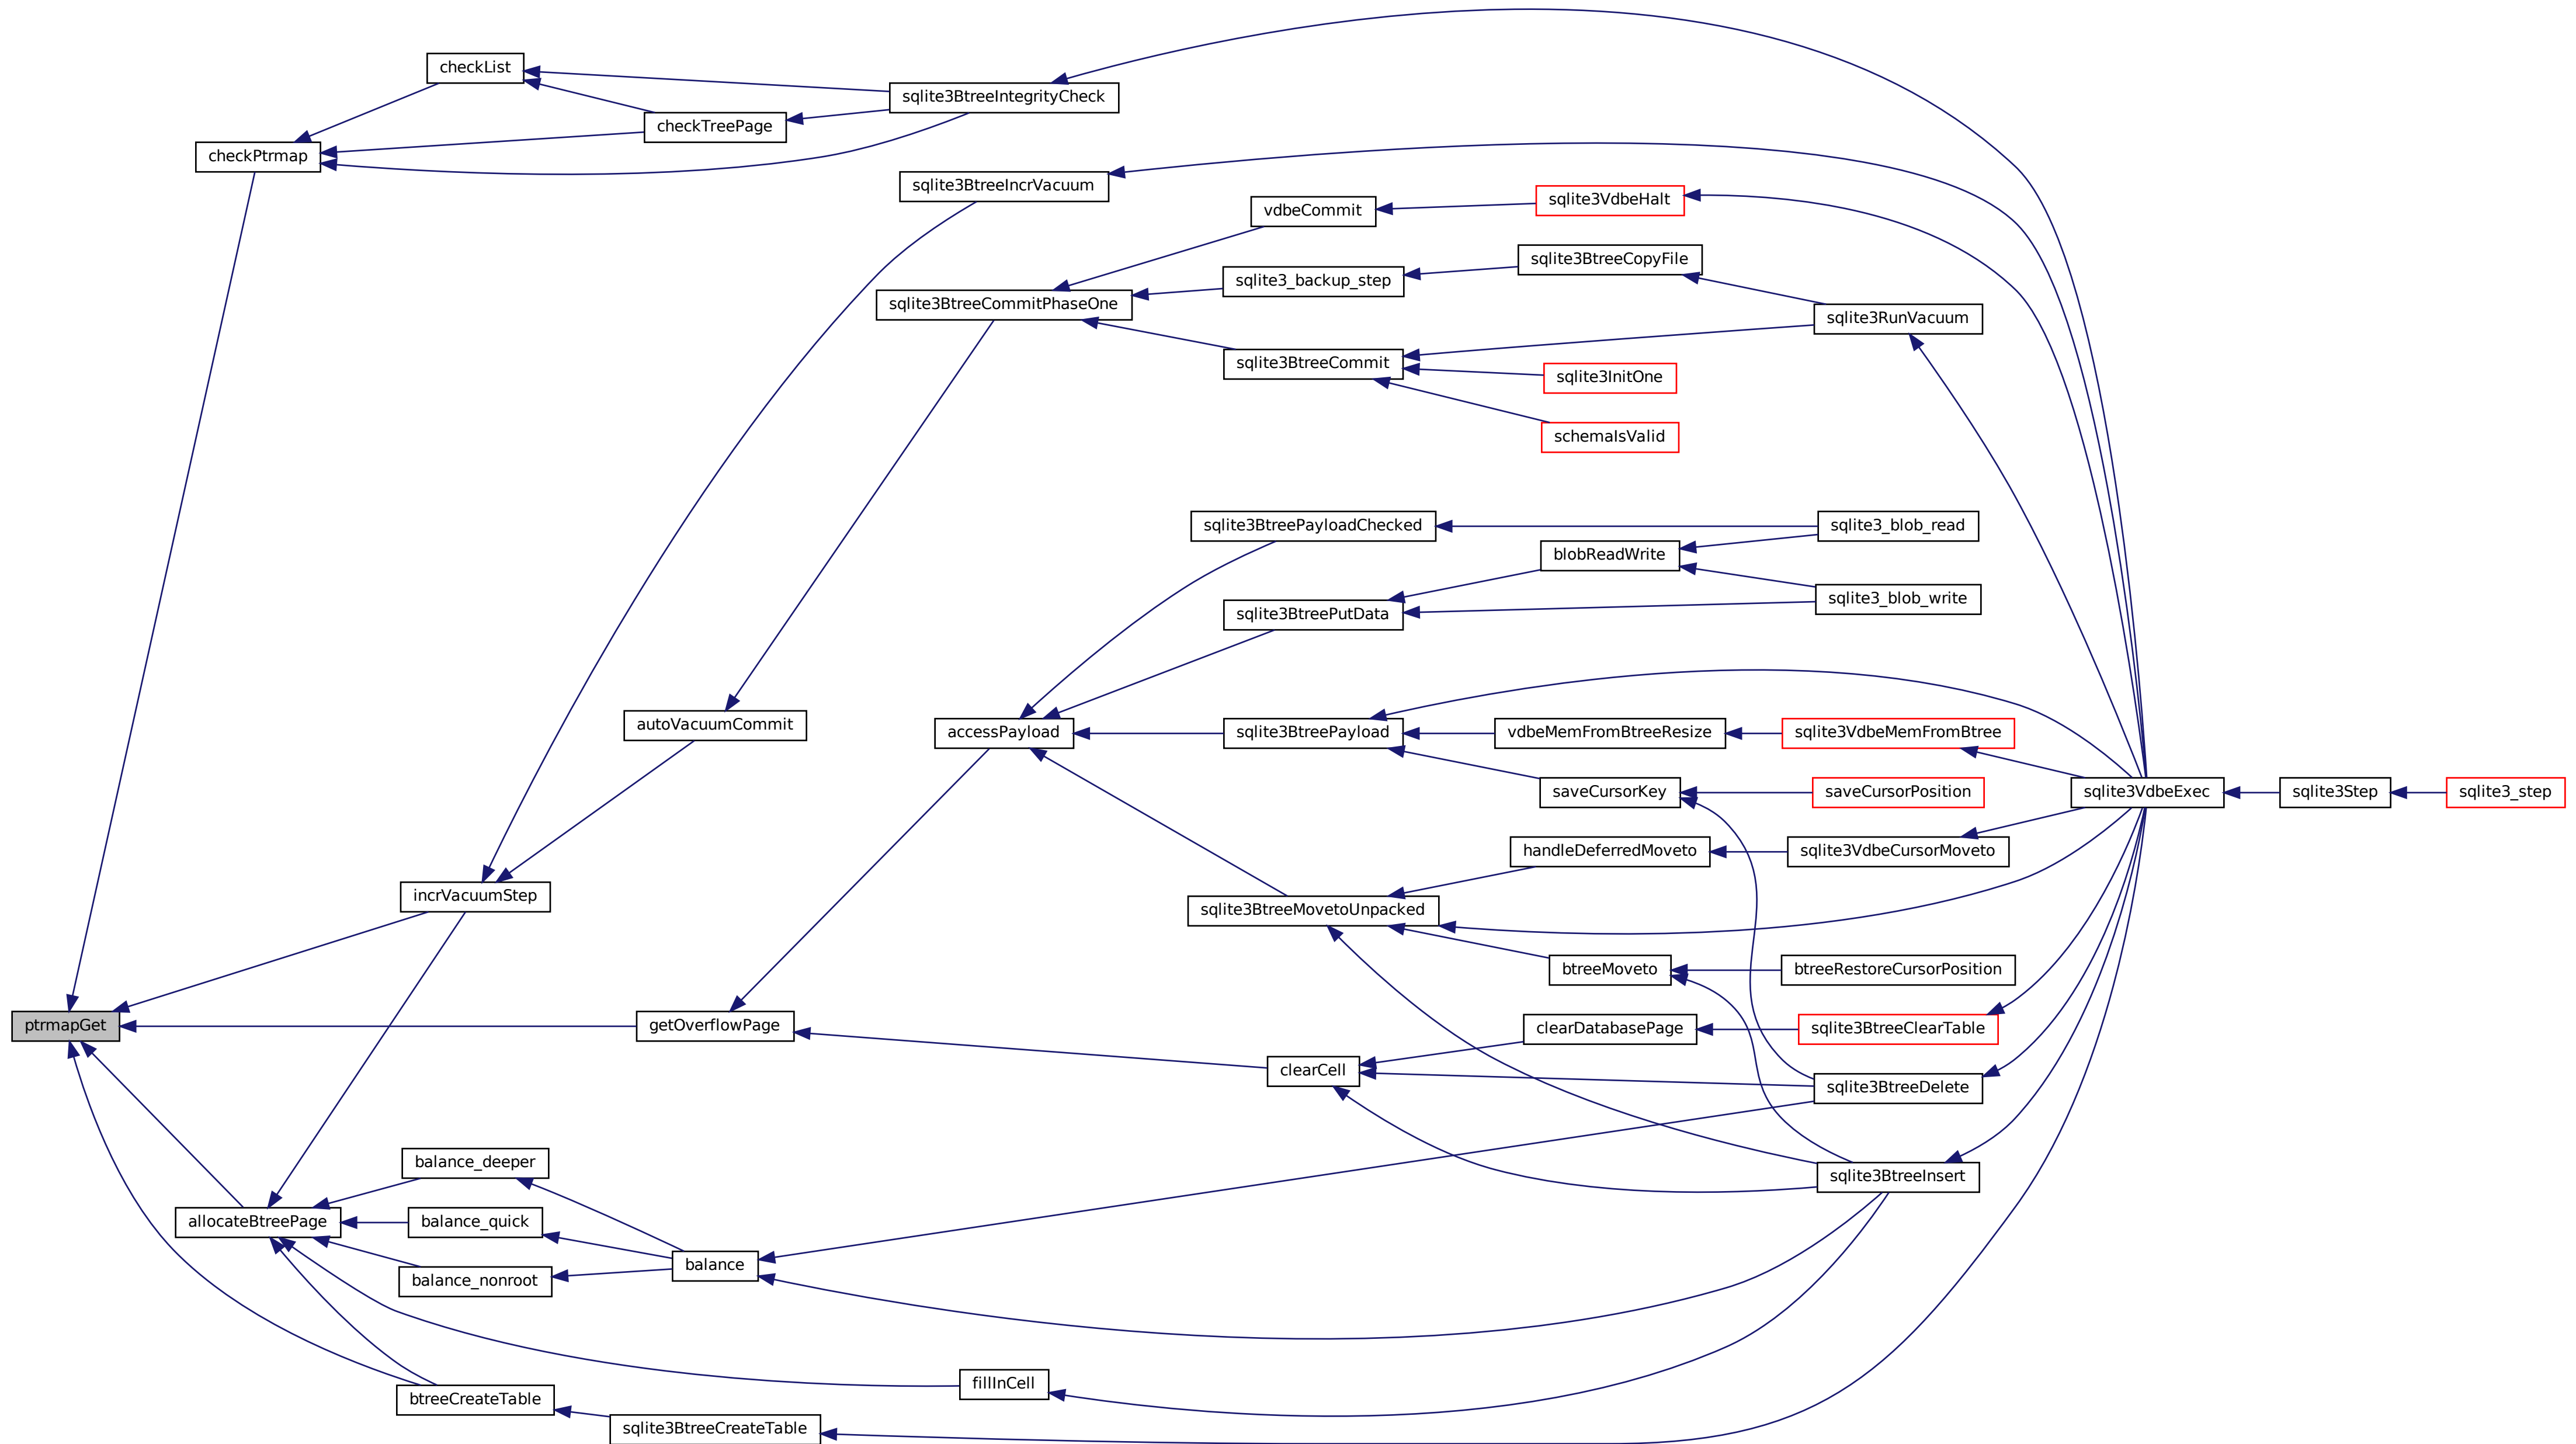 checkList
sqlite3BtreeIntegrityCheck
checkTreePage
checkPtrmap
sqlite3BtreeIncrVacuum
vdbeCommit
sqlite3VdbeHalt
sqlite3BtreeCopyFile
sqlite3_backup_step
sqlite3BtreeCommitPhaseOne
sqlite3RunVacuum
sqlite3BtreeCommit
sqlite3InitOne
schemaIsValid
sqlite3BtreePayloadChecked
sqlite3_blob_read
blobReadWrite
sqlite3_blob_write
sqlite3BtreePutData
autoVacuumCommit
accessPayload
sqlite3BtreePayload
vdbeMemFromBtreeResize
sqlite3VdbeMemFromBtree
saveCursorKey
saveCursorPosition
sqlite3VdbeExec
sqlite3Step
sqlite3_step
handleDeferredMoveto
sqlite3VdbeCursorMoveto
incrVacuumStep
sqlite3BtreeMovetoUnpacked
btreeMoveto
btreeRestoreCursorPosition
ptrmapGet
getOverflowPage
clearDatabasePage
sqlite3BtreeClearTable
clearCell
sqlite3BtreeDelete
balance_deeper
sqlite3BtreeInsert
allocateBtreePage
balance_quick
balance
balance_nonroot
fillInCell
btreeCreateTable
sqlite3BtreeCreateTable